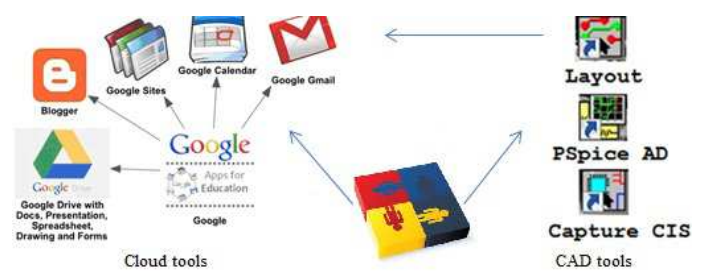 Google Calendar
Google Sites
Google Gmail
Blogger
Google
Apps for
Education
Google Drive
Google Drive with
Docs, Presentation,
Spreadsheet,
Drawing and Forms
Google
Cloud tools
Layout
PSpice AD
Capture CIS
CAD tools